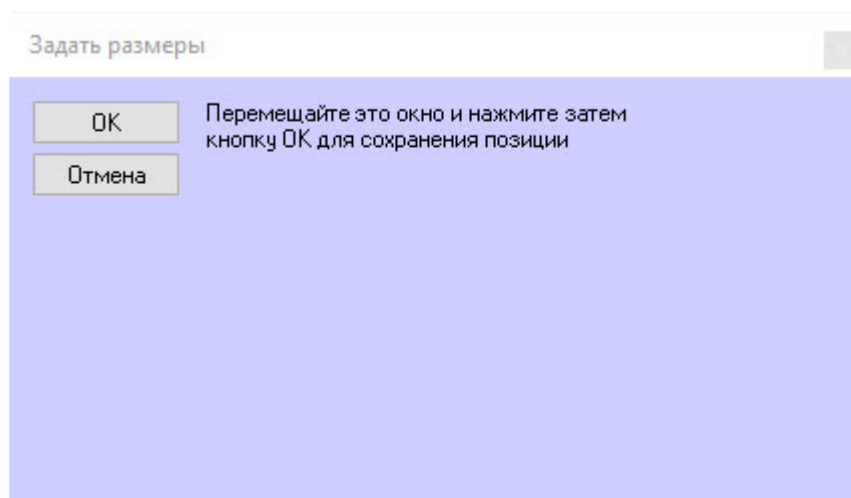 Задать размеры
OK
Перемещайте это окно и нажмите затем
кнопку OK для сохранения позиции
Отмена